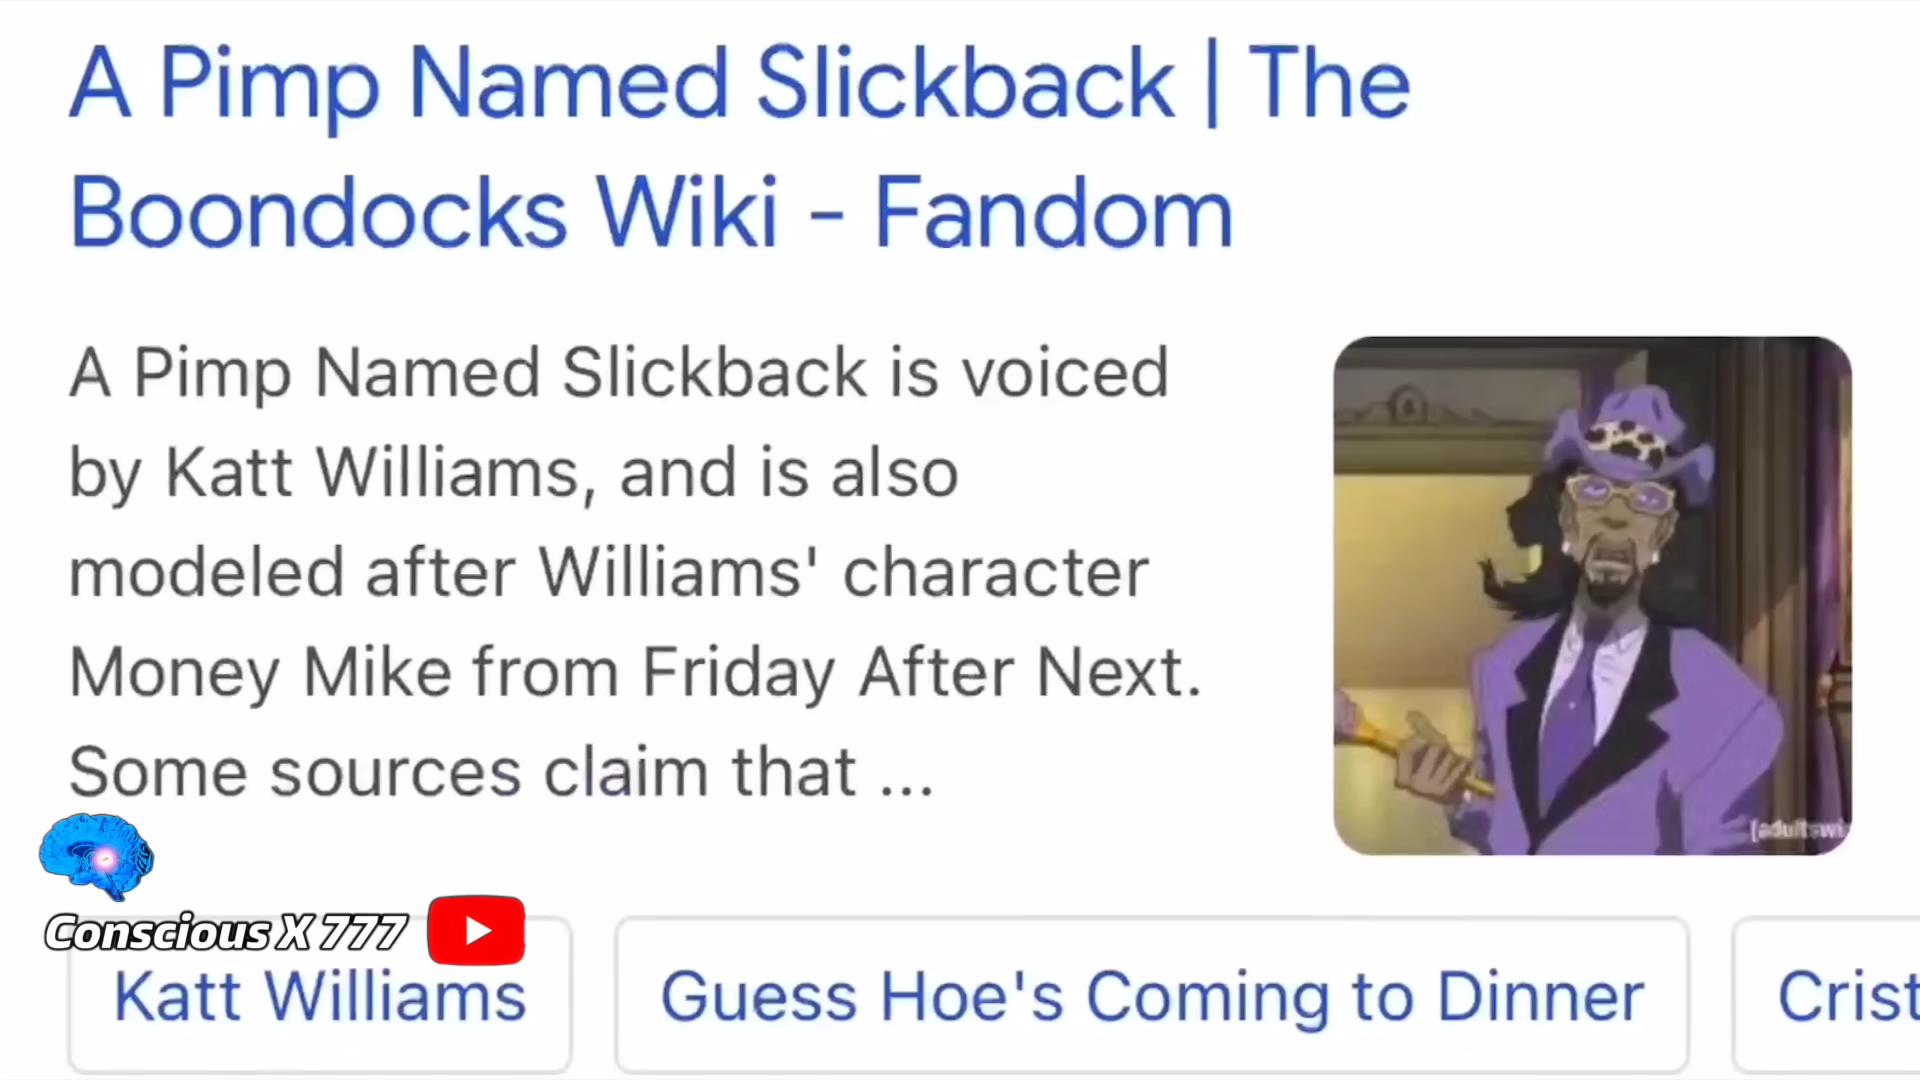 A Pimp Named Slickback | The
Boondocks Wiki - Fandom
A Pimp Named Slickback is voiced
by Katt Williams, and is also
modeled after Williams' character
Money Mike from Friday After Next.
Some sources claim that ...
[adultswi
Conscious X 777
Katt Williams
Guess Hoe's Coming to Dinner
Crist